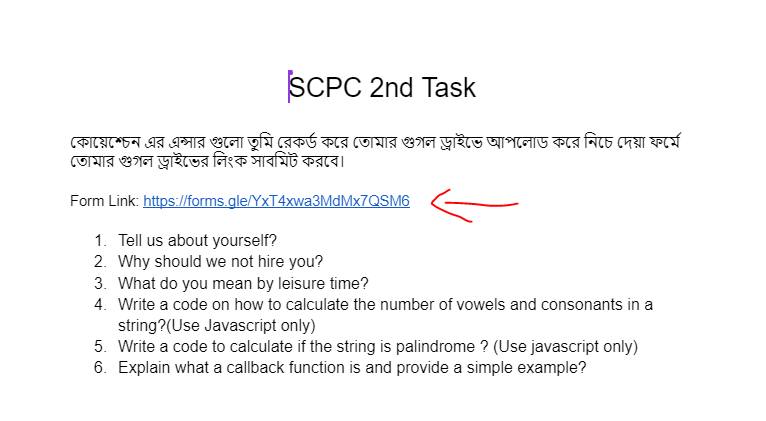 SCPC 2nd Task
কোয়েশ্চেন এর এন্সার গুলো তুমি রেকর্ড করে তোমার গুগল ড্রাইভে আপলোড করে নিচে দেয়া ফর্মে
তোমার গুগল ড্রাইভের লিংক সাবমিট করবে।
Form Link: https://forms.gle/YxT4xwa3MdMx7QSM6
1. Tell us about yourself?
2. Why should we not hire you?
3. What do you mean by leisure time?
4. Write a code on how to calculate the number of vowels and consonants in a
string?(Use Javascript only)
5. Write a code to calculate if the string is palindrome ? (Use javascript only)
6. Explain what a callback function is and provide a simple example?